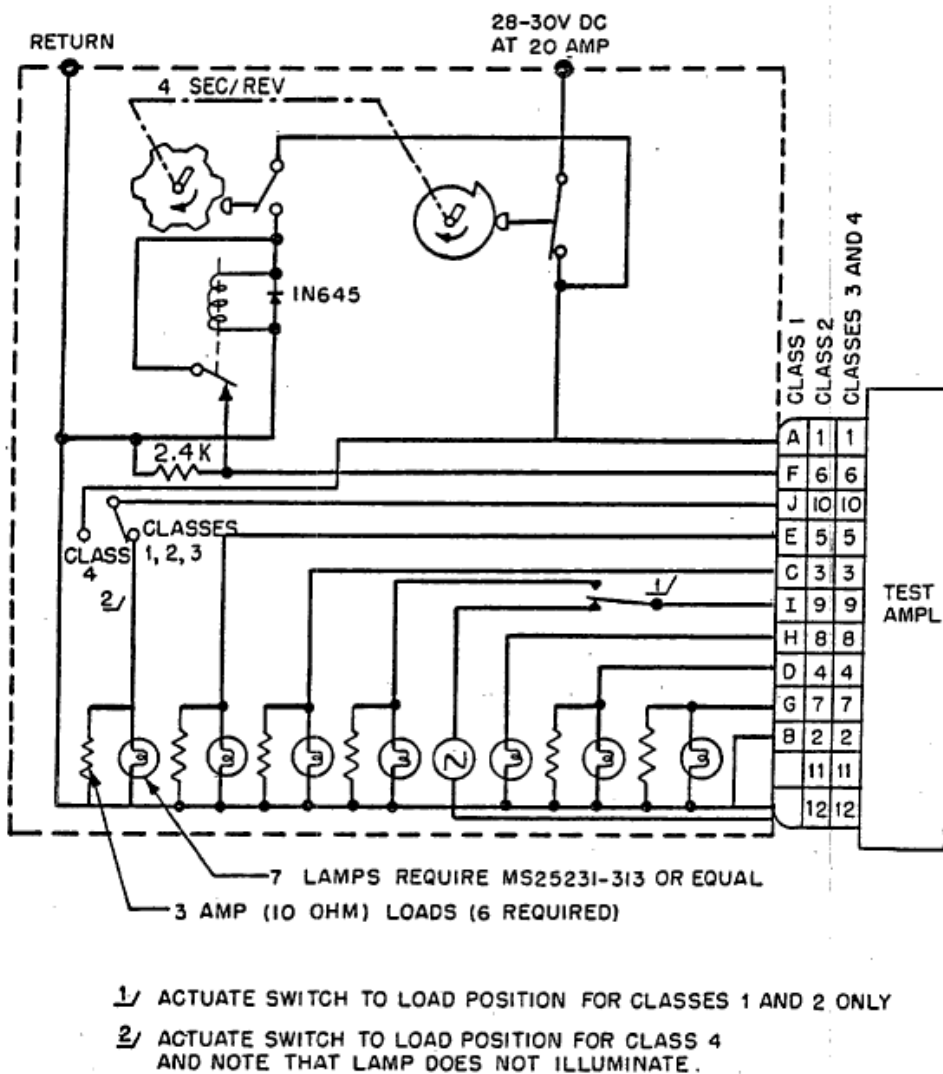 RETURN
28-30V DC
AT 20 AMP
4 SEC/REV
IN645
CLASS 1
CLASS 2
CLASSES 3 AND 4
2.4K
CLASS
4
CLASSES
1, 2, 3
2/
1/
A 1 1
F 6 6
J 10 10
E 5 5
C 3 3
I 9 9
H 8 8
D 4 4
G 7 7
B 2 2
11 11
12 12
TEST
AMPL
7 LAMPS REQUIRE MS25231-313 OR EQUAL
3 AMP (10 OHM) LOADS (6 REQUIRED)
1/ ACTUATE SWITCH TO LOAD POSITION FOR CLASSES 1 AND 2 ONLY
2/ ACTUATE SWITCH TO LOAD POSITION FOR CLASS 4
AND NOTE THAT LAMP DOES NOT ILLUMINATE.